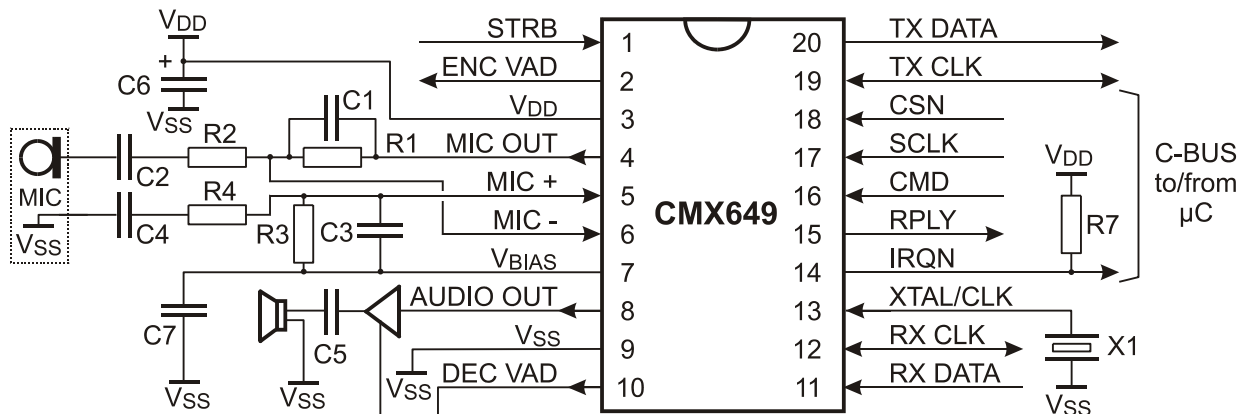 VDD
+
C6
VSS
STRB
1
ENC VAD
2
VDD
3
C1
R1
MIC OUT
4
R2
C2
MIC
VSS
R4
C4
MIC +
5
R3
C3
MIC -
6
VBIAS
7
AUDIO OUT
8
C7
VSS
C5
VSS
VSS
9
VSS
DEC VAD
10
CMX649
20
TX DATA
19
TX CLK
18
CSN
17
SCLK
16
CMD
15
RPLY
14
IRQN
13
XTAL/CLK
12
RX CLK
11
RX DATA
VDD
R7
C-BUS
to/from
µC
X1
VSS